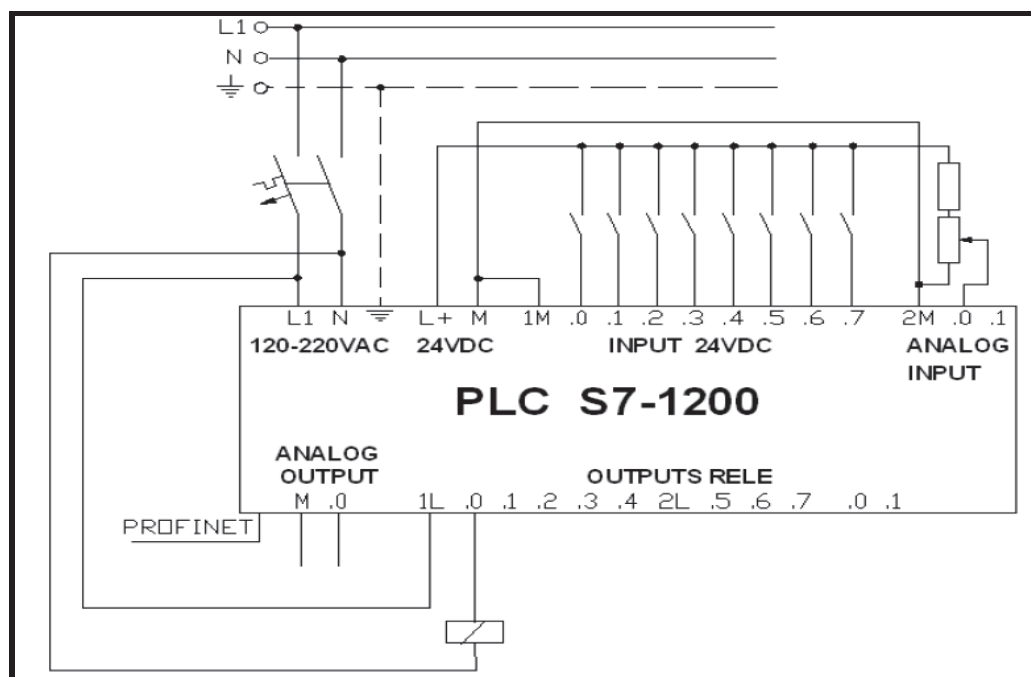 L1
N
L1 N L+ M 1M .0 .1 .2 .3 .4 .5 .6 .7 2M .0 .1
120-220VAC 24VDC INPUT 24VDC ANALOG
INPUT
PLC S7-1200
ANALOG
OUTPUT OUTPUTS RELE
M .0 1L .0 .1 .2 .3 .4 2L .5 .6 .7 .0 .1
PROFINET